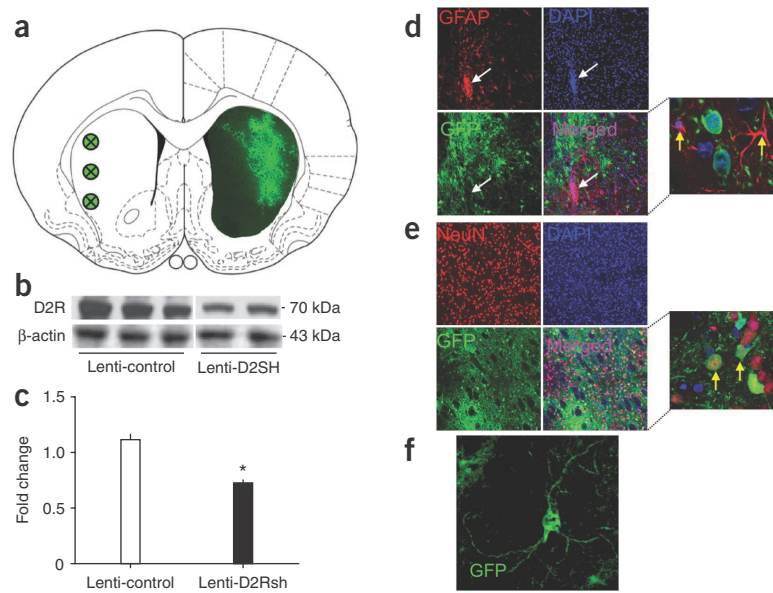 a
b
D2R
- 70 kDa
β-actin
- 43 kDa
Lenti-control
Lenti-D2SH
c
Fold change
1.5
1.0
0.5
0
*
Lenti-control
Lenti-D2Rsh
d
GFAP
DAPI
GFP
Merged
e
NeuN
DAPI
GFP
Merged
f
GFP